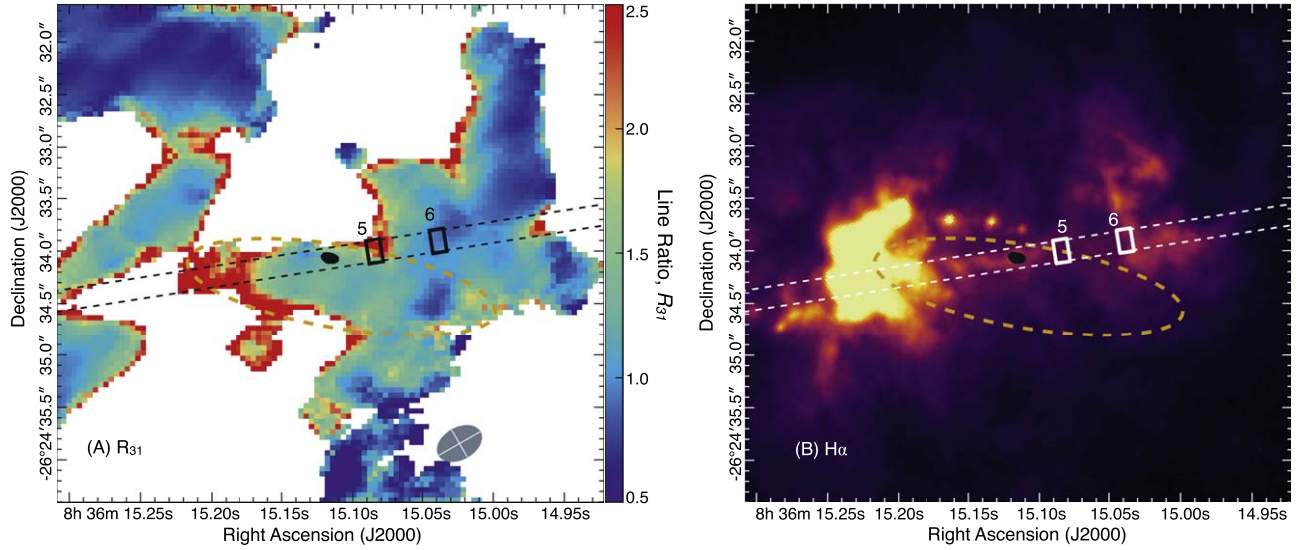 32.0″
32.5″
33.0″
33.5″
34.0″
34.5″
35.0″
-26°24′35.5″
Declination (J2000)
5
6
(A) R31
8h 36m 15.25s 15.20s 15.15s 15.10s 15.05s 15.00s 14.95s
Right Ascension (J2000)
2.5
2.0
1.5
1.0
0.5
Line Ratio, R31
32.0″
32.5″
33.0″
33.5″
34.0″
34.5″
35.0″
-26°24′35.5″
Declination (J2000)
5
6
(B) Hα
8h 36m 15.25s 15.20s 15.15s 15.10s 15.05s 15.00s 14.95s
Right Ascension (J2000)